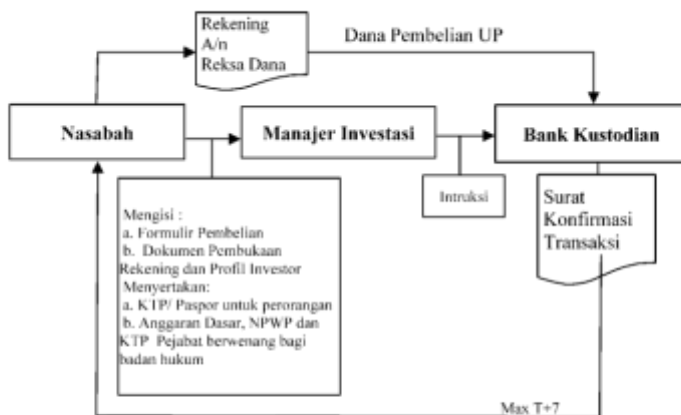 Rekening
A/n
Reksa Dana
Dana Pembelian UP
Nasabah
Manajer Investasi
Bank Kustodian
Intruksi
Surat
Konfirmasi
Transaksi
Mengisi :
a. Formulir Pembelian
b. Dokumen Pembukaan
Rekening dan Profil Investor
Menyertakan:
a. KTP/ Paspor untuk perorangan
b. Anggaran Dasar, NPWP dan
KTP Pejabat berwenang bagi
badan hukum
Max T+7